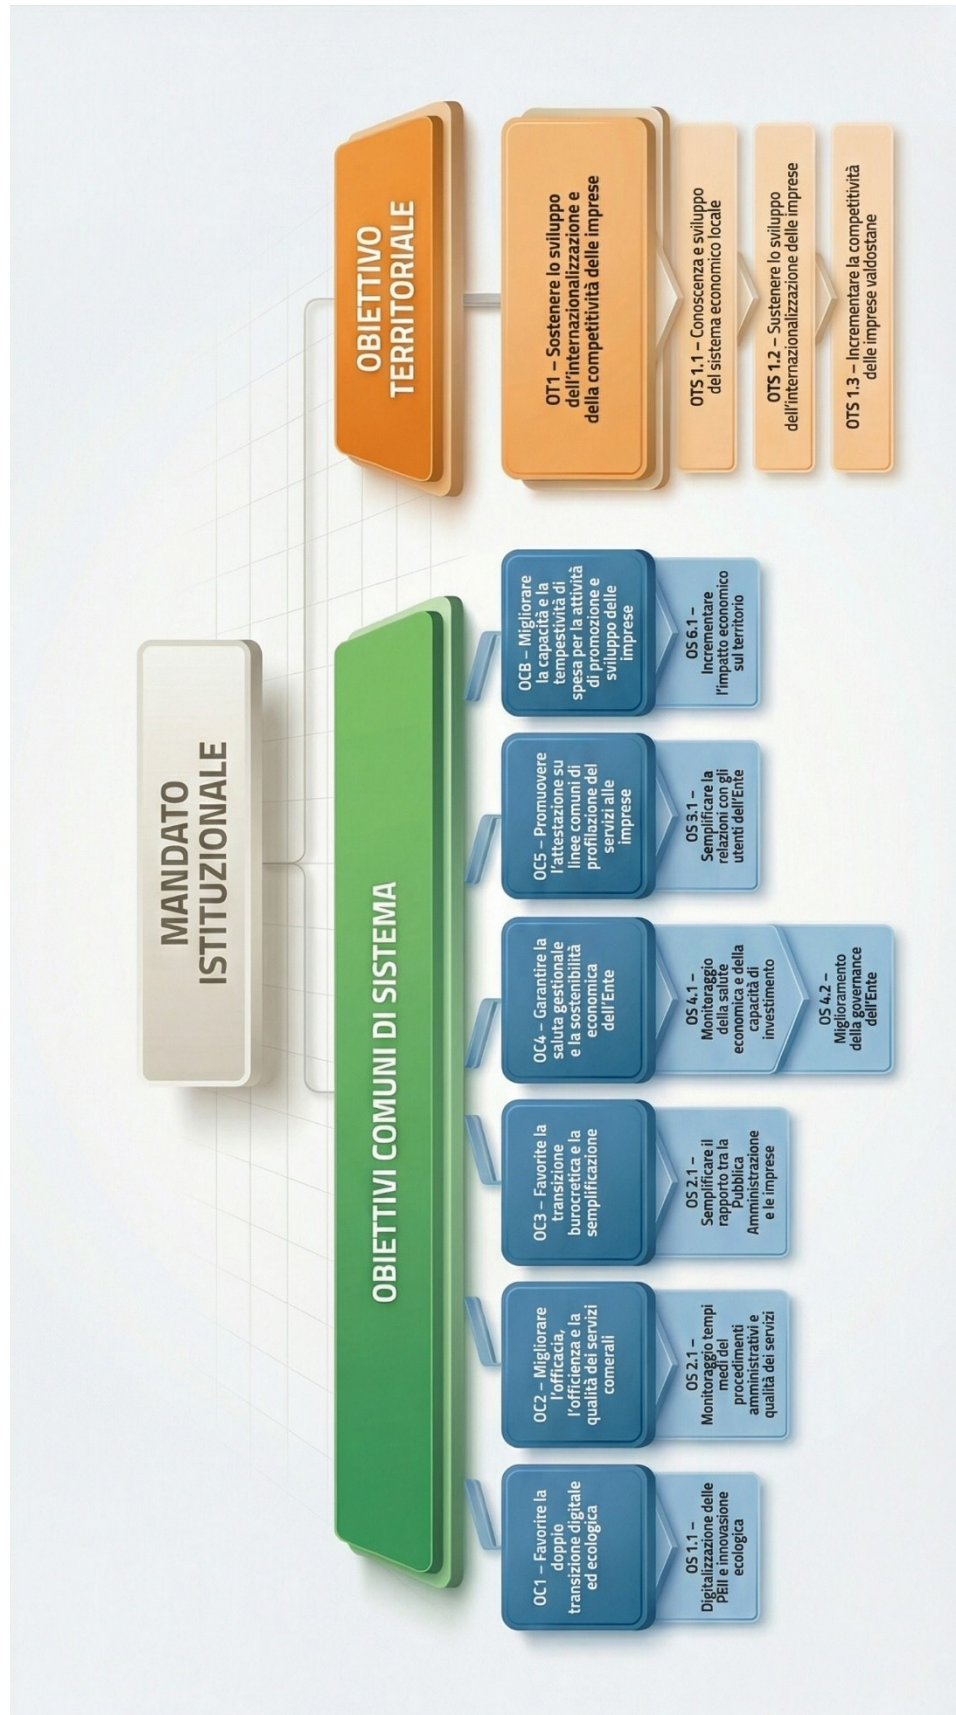 MANDATO
ISTITUZIONALE
OBIETTIVI COMUNI DI SISTEMA
OC1 – Favorite la
doppio
transizione digitale
ed ecologica
OS 1.1 –
Digitalizzazione delle
PEII e innovasione
ecologica
OC2 – Migliorare
l'officacia,
l'officienza e la
qualità dei servizi
comerali
OS 2.1 –
Monitoraggio tempi
medi del
procedimenti
amministrativi e
qualità dei servizi
OC3 – Favorite la
transizione
burocretica e la
semplificazione
OS 2.1 –
Semplificare il
rapporto tra la
Pubblica
Amministrazione
e le imprese
OC4 – Garantire la
saluta gestionale
e la sostenibilità
economica
dell'Ente
OS 4.1 –
Monitoraggio
della salute
economica e della
capacità di
investimento
OS 4.2 –
Miglioramento
della governance
dell'Ente
OC5 – Promuovere
l'attestazione su
linee comuni di
profilazione del
servizi alle
imprese
OS 3.1 –
Semplificare la
relazioni con gli
utenti dell'Ente
OCB – Migliorare
la capacità e la
tempestività di
spesa per la attività
di promozione e
sviluppo delle
imprese
OS 6.1 –
Incrementare
l'impatto economico
sul territorio
OBIETTIVO
TERRITORIALE
OT1 – Sostenere lo sviluppo
dell'internazionalizzazione e
della competitività delle imprese
OTS 1.1 – Conoscenza e sviluppo
del sistema economico locale
OTS 1.2 – Sustenere lo sviluppo
dell'internazionalizzazione delle imprese
OTS 1.3 – Incrementare la competitività
delle imprese valdostane